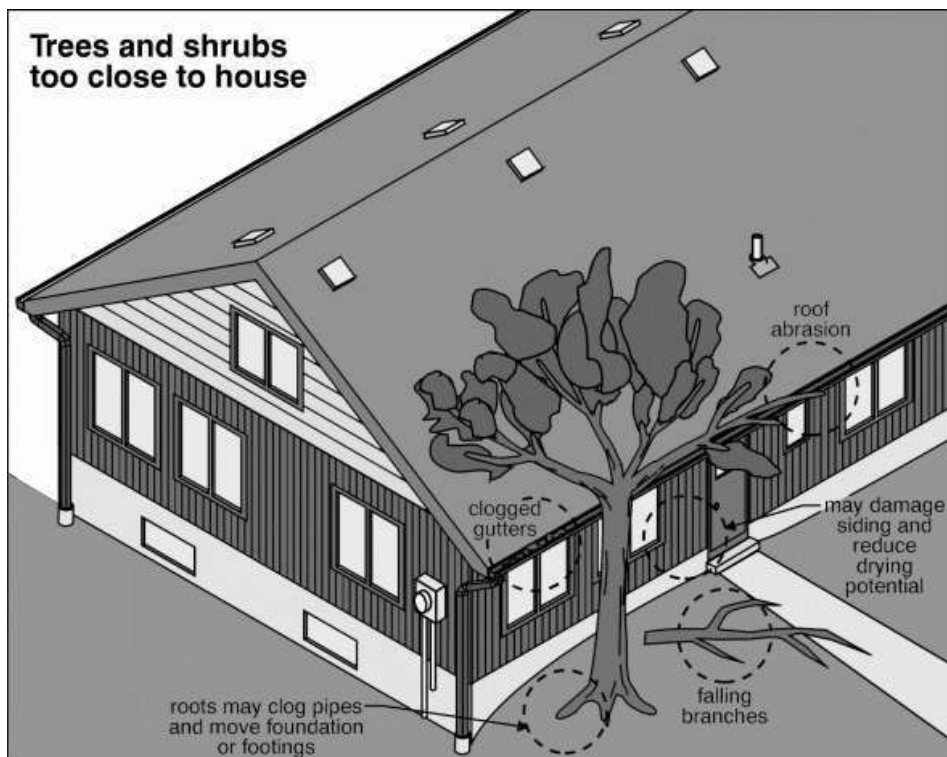 Trees and shrubs
too close to house
roof
abrasion
clogged
gutters
may damage
siding and
reduce
drying
potential
falling
branches
roots may clog pipes
and move foundation
or footings